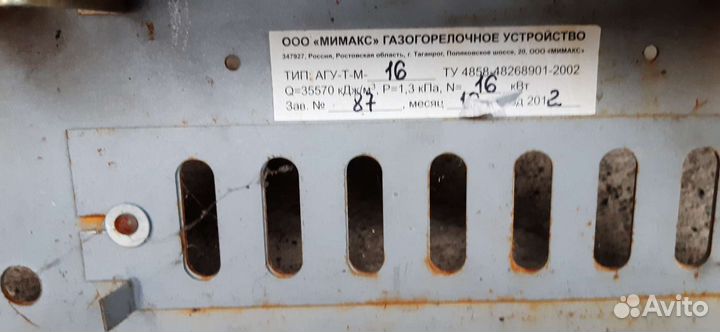 ООО «МИМАКС» ГАЗОГОРЕЛОЧНОЕ УСТРОЙСТВО
347927, Россия, Ростовская область, г. Таганрог, Поляковское шоссе, 20, ООО «МИМАКС»
ТИП: АГУ-Т-М- 16 ТУ 4858-48268901-2002
Q=35570 кДж/м³, Р=1,3 кПа, N= 16 кВт
Зав. № 87, месяц 2012
Avito